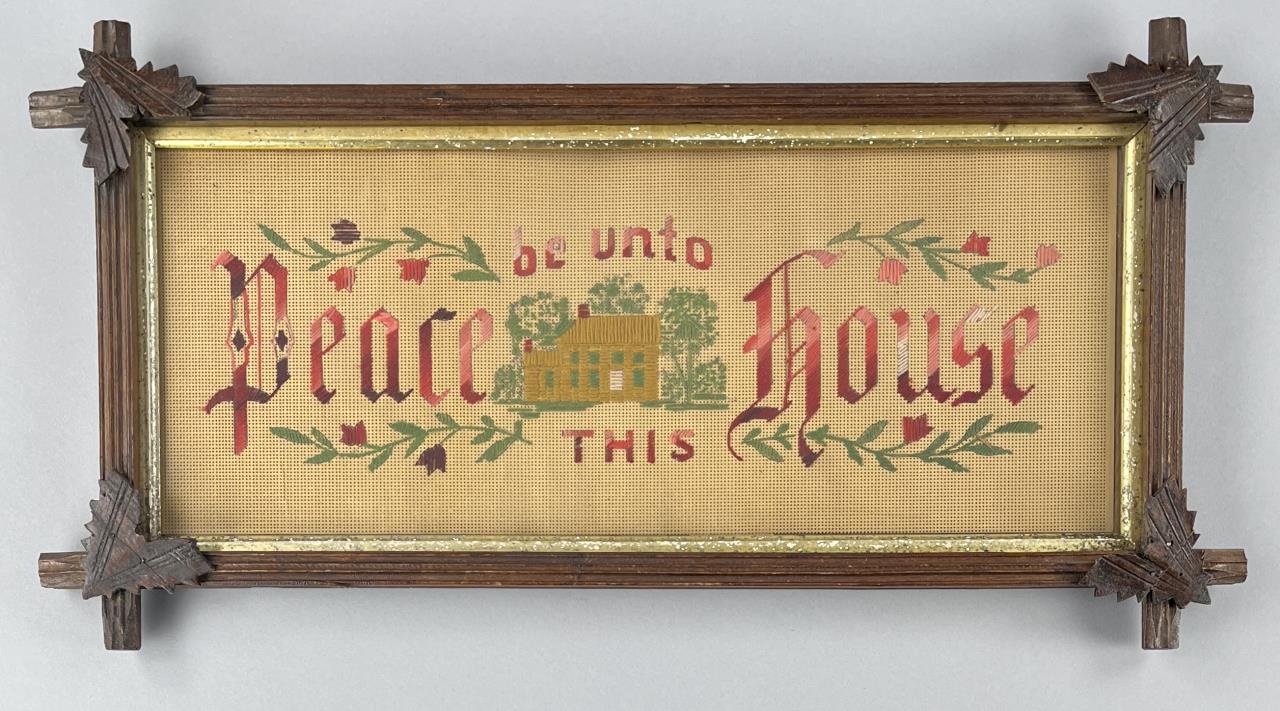 Peace be unto
THIS House